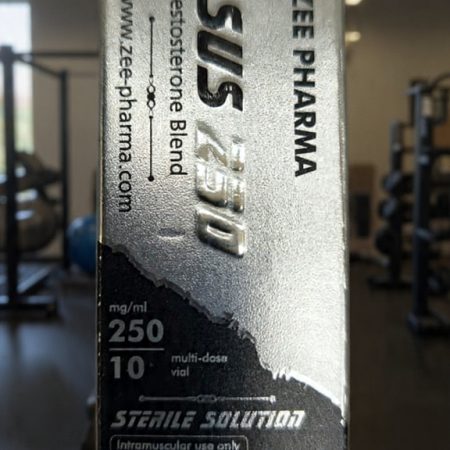 ZEE PHARMA
SUS 250
estosterone Blend
www.zee-pharma.com
mg/ml
250
10
multi-dose
vial
STERILE SOLUTION
Intramuscular use only